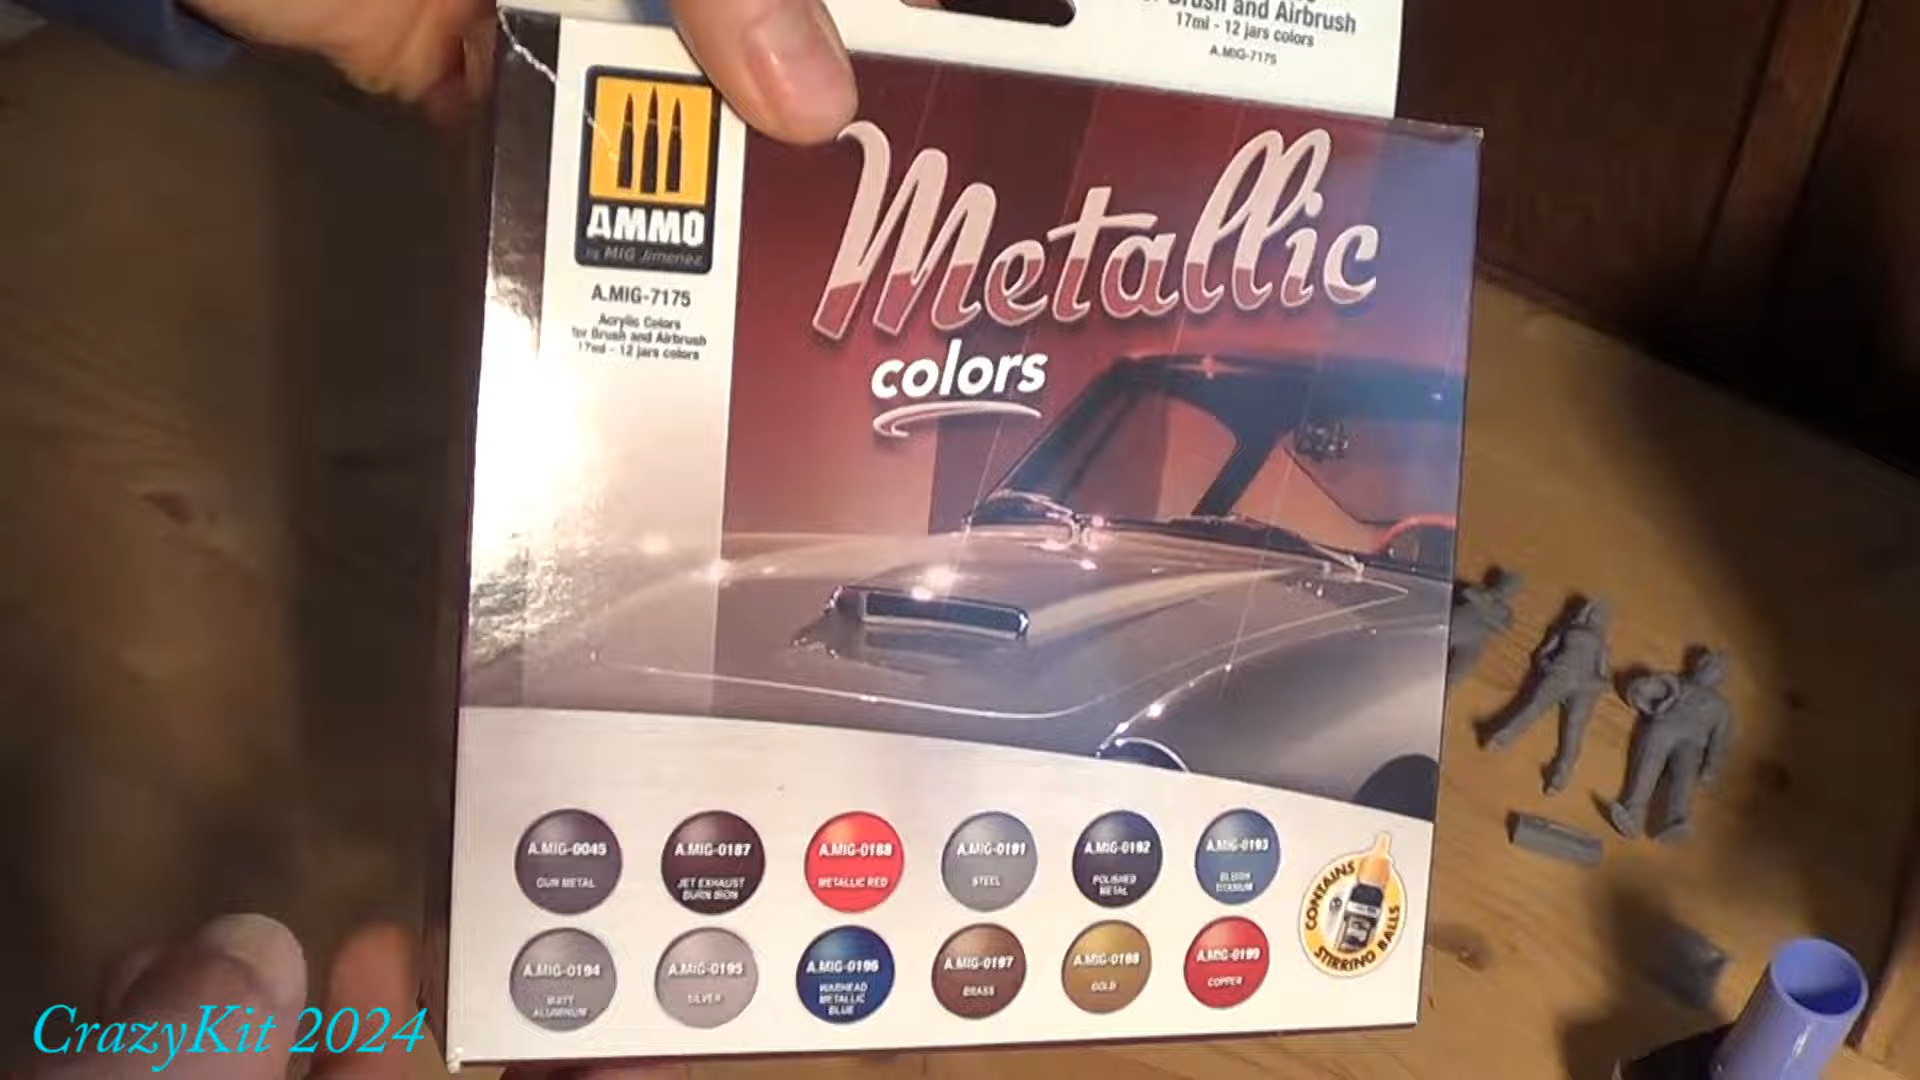 Brush and Airbrush
17ml - 12 jars colors
A.MIG-7175
AMMO
by MIG Jimenez
A.MIG-7175
Acrylic Colors
for Brush and Airbrush
17ml - 12 jars colors
Metallic
colors
A.MIG-0045
GUN METAL
A.MIG-0187
JET EXHAUST
BURN IRON
A.MIG-0188
METALLIC RED
A.MIG-0191
STEEL
A.MIG-0192
POLISHED
METAL
A.MIG-0193
BLUISH
TITANIUM
A.MIG-0194
MATT
ALUMINUM
A.MIG-0195
SILVER
A.MIG-0196
WARHEAD
METALLIC
BLUE
A.MIG-0197
BRASS
A.MIG-0198
GOLD
A.MIG-0199
COPPER
CONTAINS
STIRRING BALLS
CrazyKit 2024